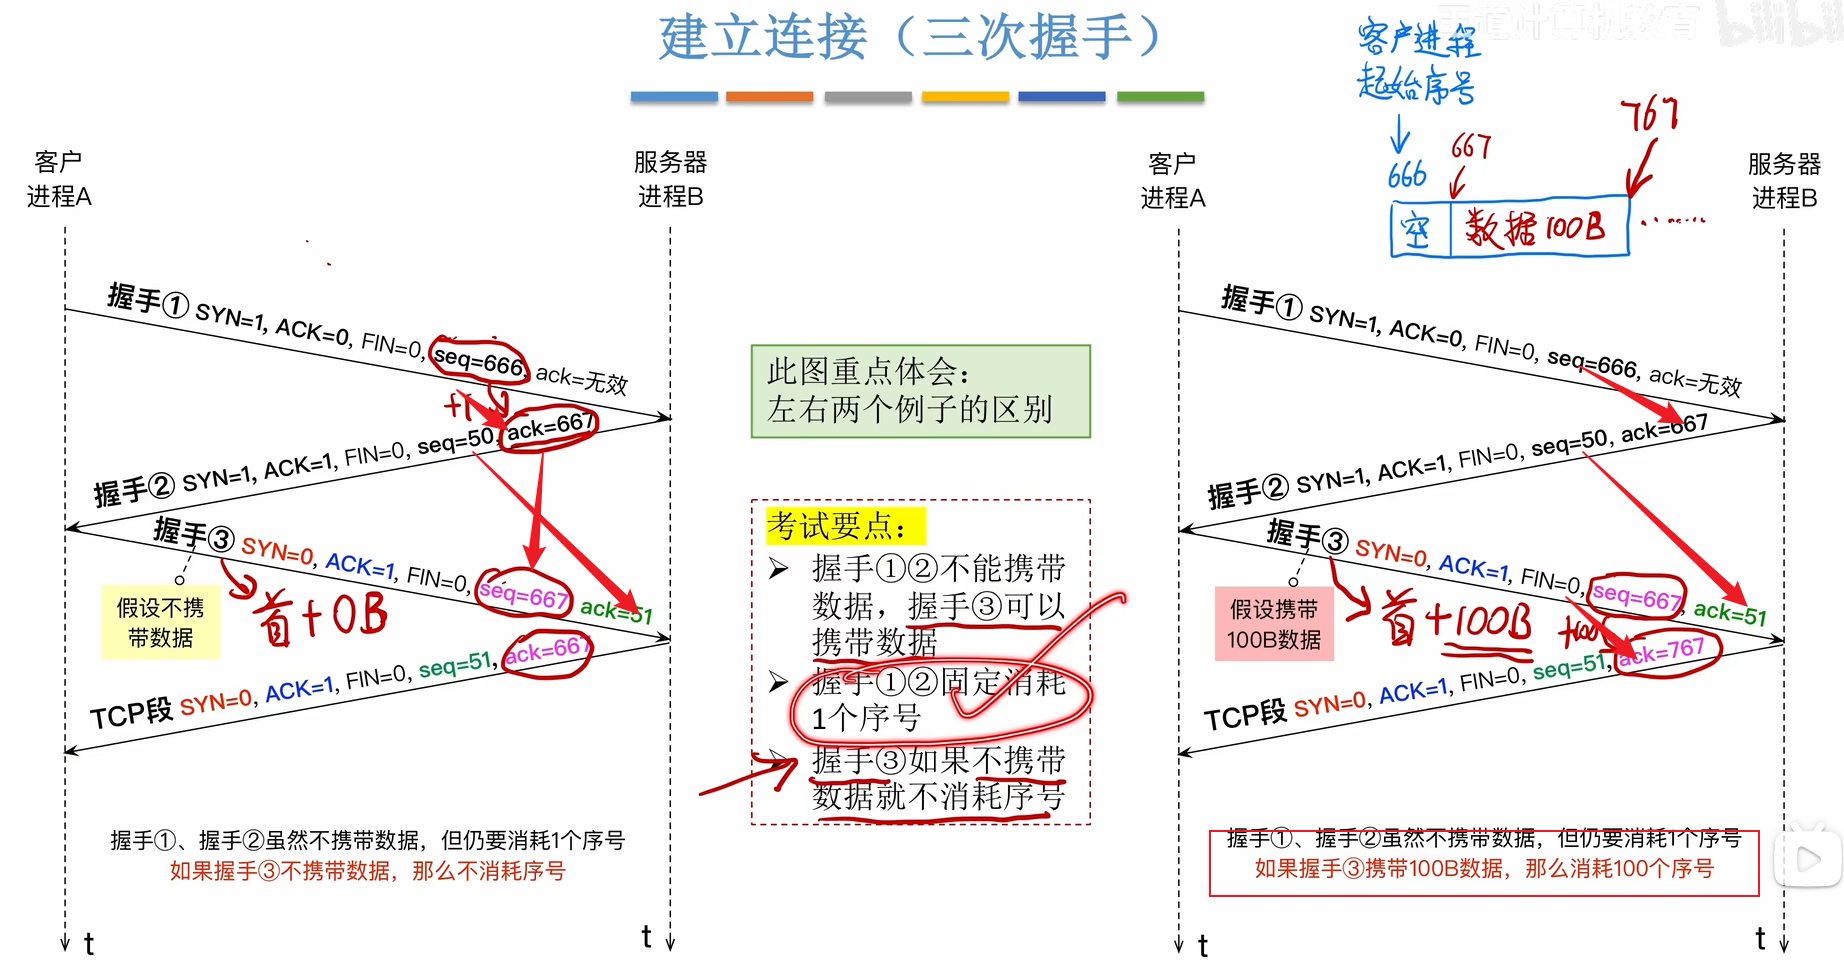 建立连接（三次握手）
王道计算机教育
bilibili
客户进程
起始序号
666
667
767
空
数据100B
……
客户
进程A
服务器
进程B
握手① SYN=1, ACK=0, FIN=0, seq=666, ack=无效
+1
握手② SYN=1, ACK=1, FIN=0, seq=50, ack=667
握手③ SYN=0, ACK=1, FIN=0, seq=667 ack=51
假设不携
带数据
首+0B
TCP段 SYN=0, ACK=1, FIN=0, seq=51, ack=667
握手①、握手②虽然不携带数据，但仍要消耗1个序号
如果握手③不携带数据，那么不消耗序号
t
t
此图重点体会：
左右两个例子的区别
考试要点：
➢ 握手①②不能携带
数据，握手③可以
携带数据
➢ 握手①②固定消耗
1个序号
➢ 握手③如果不携带
数据就不消耗序号
客户
进程A
服务器
进程B
握手① SYN=1, ACK=0, FIN=0, seq=666, ack=无效
握手② SYN=1, ACK=1, FIN=0, seq=50, ack=667
握手③ SYN=0, ACK=1, FIN=0, seq=667, ack=51
假设携带
100B数据
首+100B
+100
TCP段 SYN=0, ACK=1, FIN=0, seq=51, ack=767
握手①、握手②虽然不携带数据，但仍要消耗1个序号
如果握手③携带100B数据，那么消耗100个序号
t
t